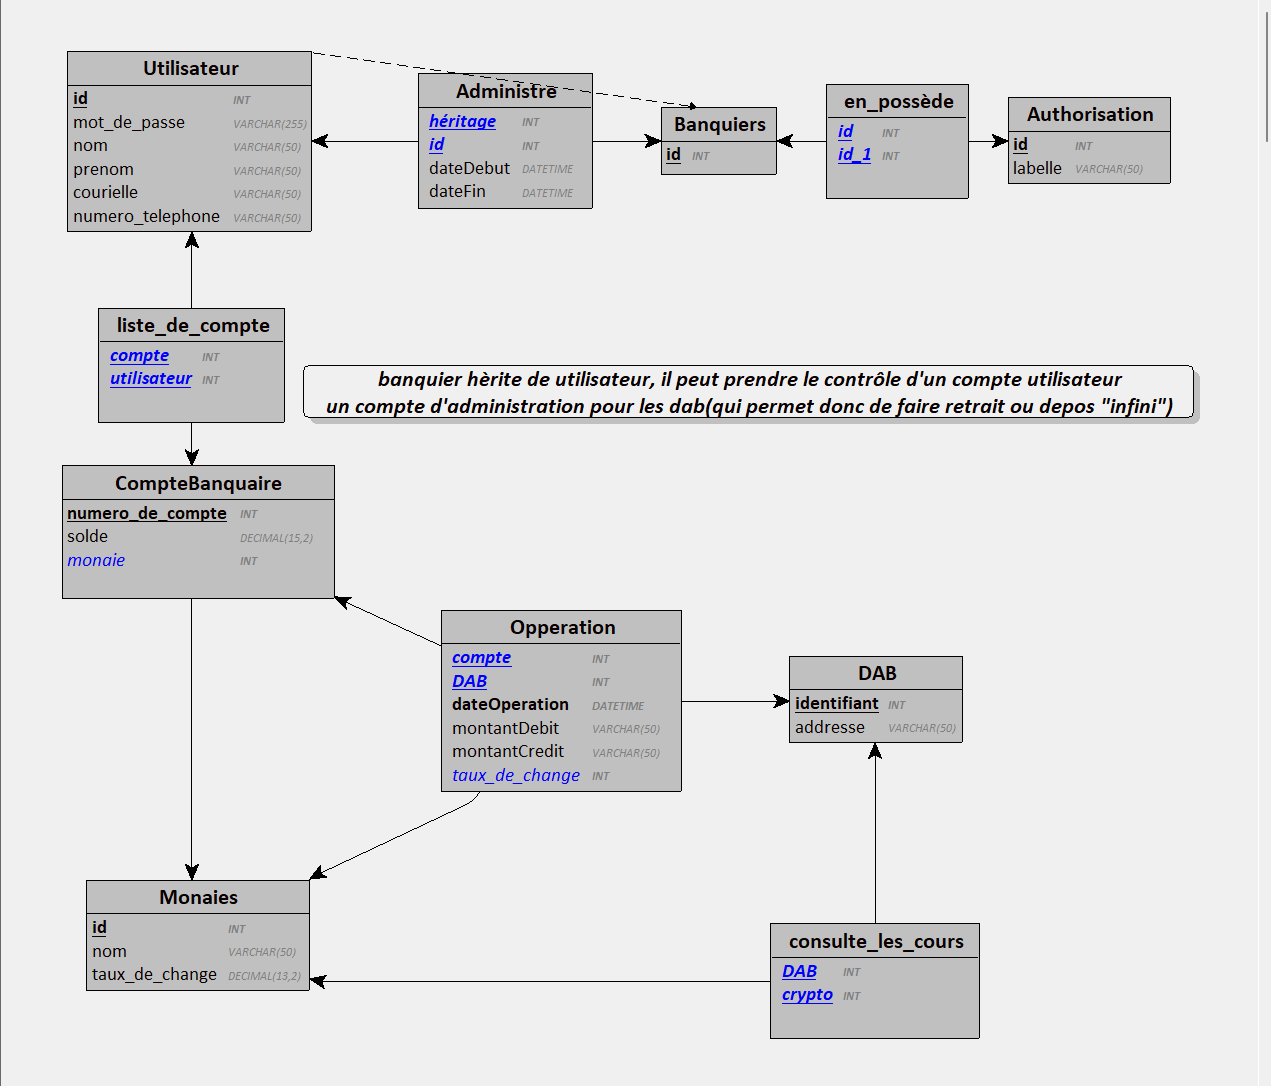 Utilisateur
id INT
mot_de_passe VARCHAR(255)
nom VARCHAR(50)
prenom VARCHAR(50)
courielle VARCHAR(50)
numero_telephone VARCHAR(50)
Administre
héritage INT
id INT
dateDebut DATETIME
dateFin DATETIME
Banquiers
id INT
en_possède
id INT
id_1 INT
Authorisation
id INT
labelle VARCHAR(50)
liste_de_compte
compte INT
utilisateur INT
banquier hèrite de utilisateur, il peut prendre le contrôle d'un compte utilisateur
un compte d'administration pour les dab(qui permet donc de faire retrait ou depos "infini")
CompteBanquaire
numero_de_compte INT
solde DECIMAL(15,2)
monaie INT
Opperation
compte INT
DAB INT
dateOperation DATETIME
montantDebit VARCHAR(50)
montantCredit VARCHAR(50)
taux_de_change INT
DAB
identifiant INT
addresse VARCHAR(50)
Monaies
id INT
nom VARCHAR(50)
taux_de_change DECIMAL(13,2)
consulte_les_cours
DAB INT
crypto INT